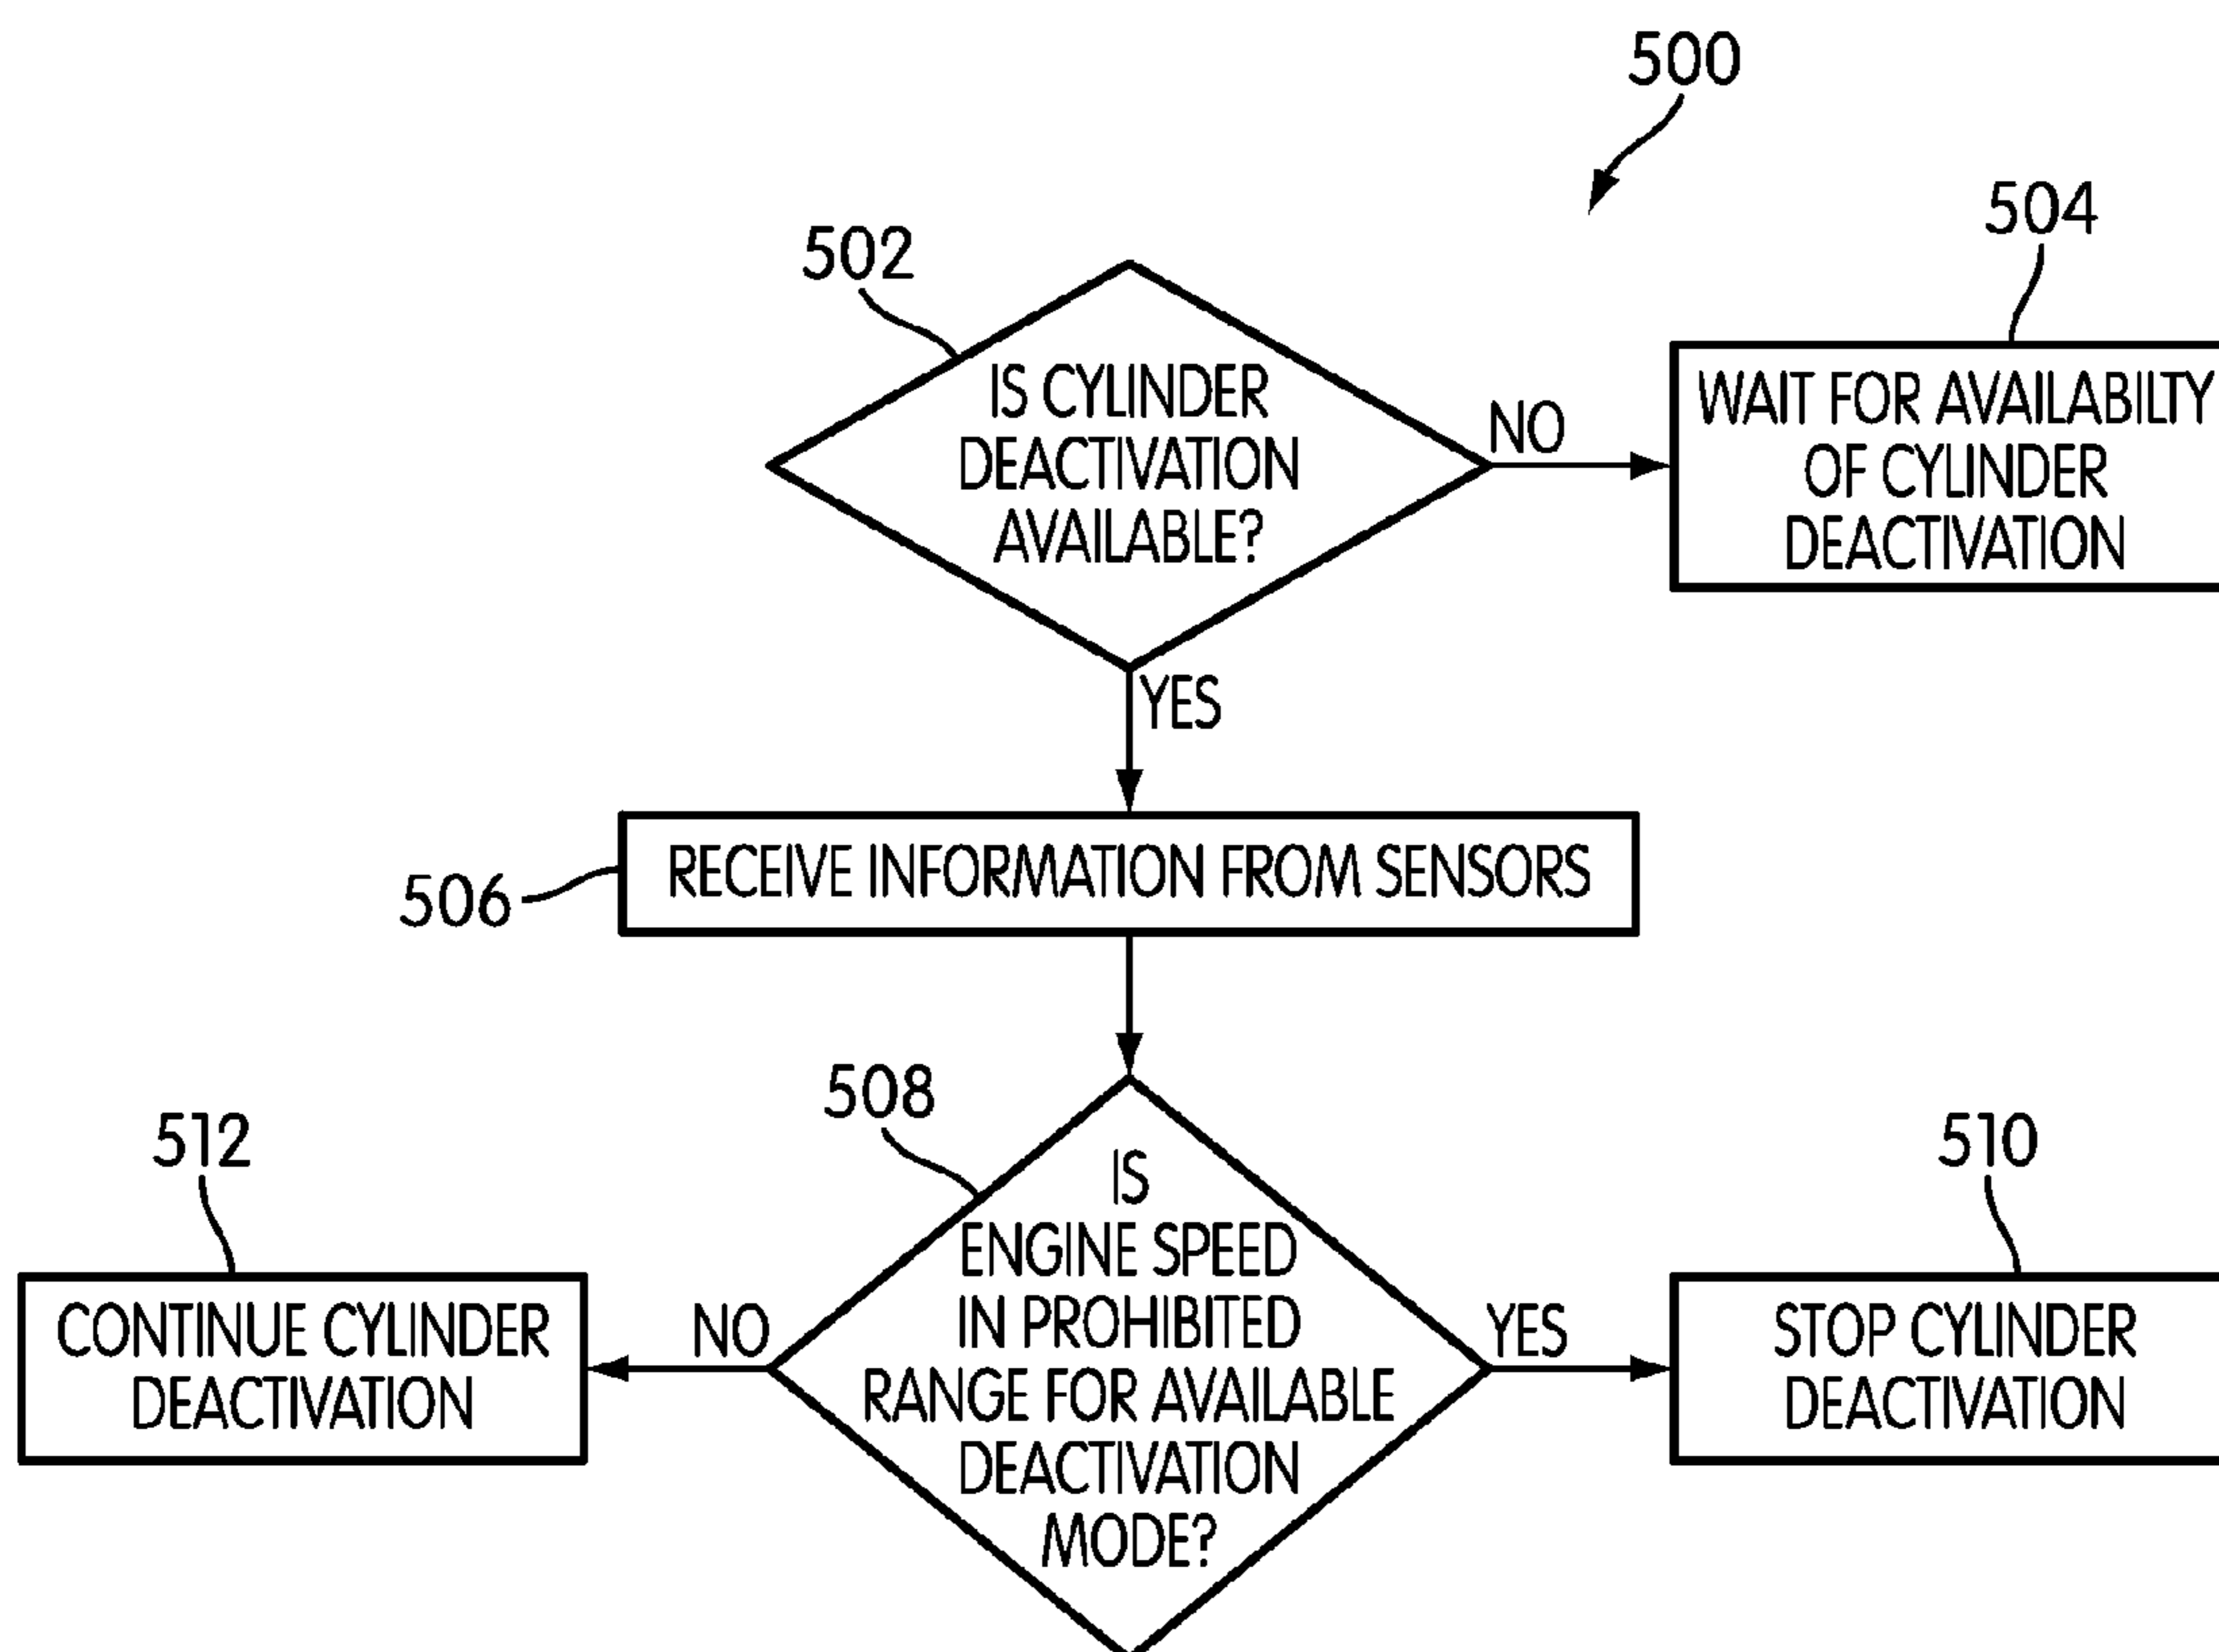 500
502
504
IS CYLINDER
DEACTIVATION
AVAILABLE?
NO
WAIT FOR AVAILABILTY
OF CYLINDER
DEACTIVATION
YES
506
RECEIVE INFORMATION FROM SENSORS
508
512
510
IS
ENGINE SPEED
IN PROHIBITED
RANGE FOR AVAILABLE
DEACTIVATION
MODE?
NO
CONTINUE CYLINDER
DEACTIVATION
YES
STOP CYLINDER
DEACTIVATION